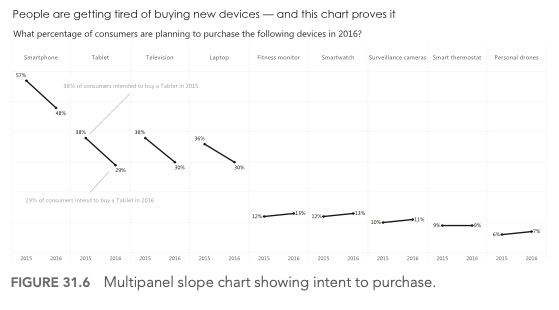 People are getting tired of buying new devices — and this chart proves it
What percentage of consumers are planning to purchase the following devices in 2016?
Smartphone Tablet Television Laptop Fitness monitor Smartwatch Surveillance cameras Smart thermostat Personal drones
57%
38% of consumers intended to buy a Tablet in 2015
48%
38% 38% 36%
29% 30% 30%
29% of consumers intend to buy a Tablet in 2016
12% 13% 12% 13% 10% 11% 9% 9% 6% 7%
2015 2016 2015 2016 2015 2016 2015 2016 2015 2016 2015 2016 2015 2016 2015 2016 2015 2016
FIGURE 31.6 Multipanel slope chart showing intent to purchase.